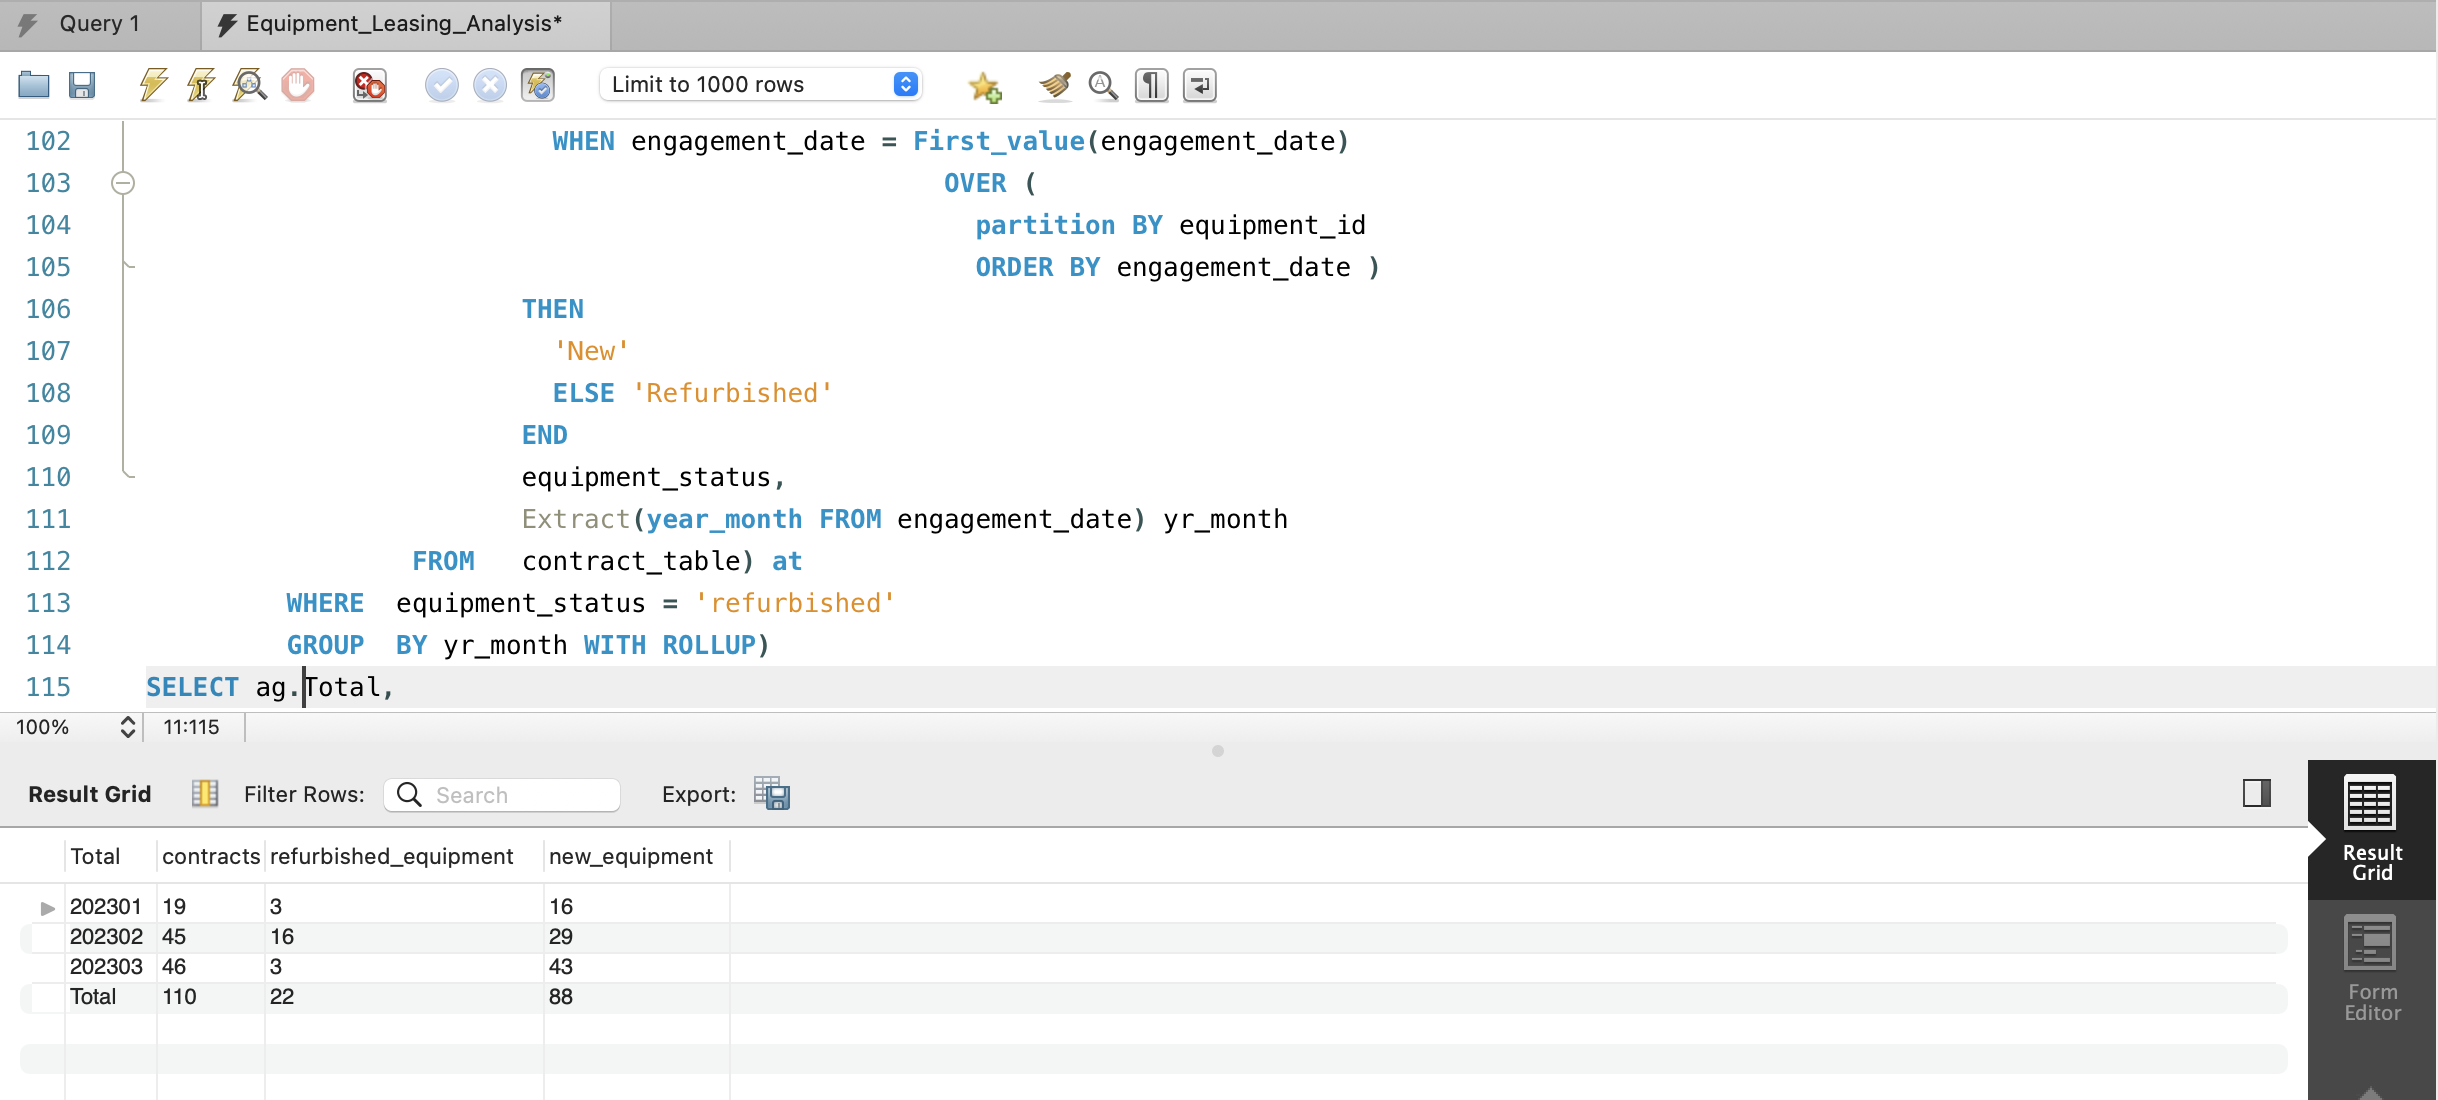 Query 1
Equipment_Leasing_Analysis*
Limit to 1000 rows
102 WHEN engagement_date = First_value(engagement_date)
103 OVER (
104 partition BY equipment_id
105 ORDER BY engagement_date )
106 THEN
107 'New'
108 ELSE 'Refurbished'
109 END
110 equipment_status,
111 Extract(year_month FROM engagement_date) yr_month
112 FROM contract_table) at
113 WHERE equipment_status = 'refurbished'
114 GROUP BY yr_month WITH ROLLUP)
115 SELECT ag.Total,
100% 11:115
Result Grid Filter Rows: Search Export:
Total contracts refurbished_equipment new_equipment
202301 19 3 16
202302 45 16 29
202303 46 3 43
Total 110 22 88
Result
Grid
Form
Editor